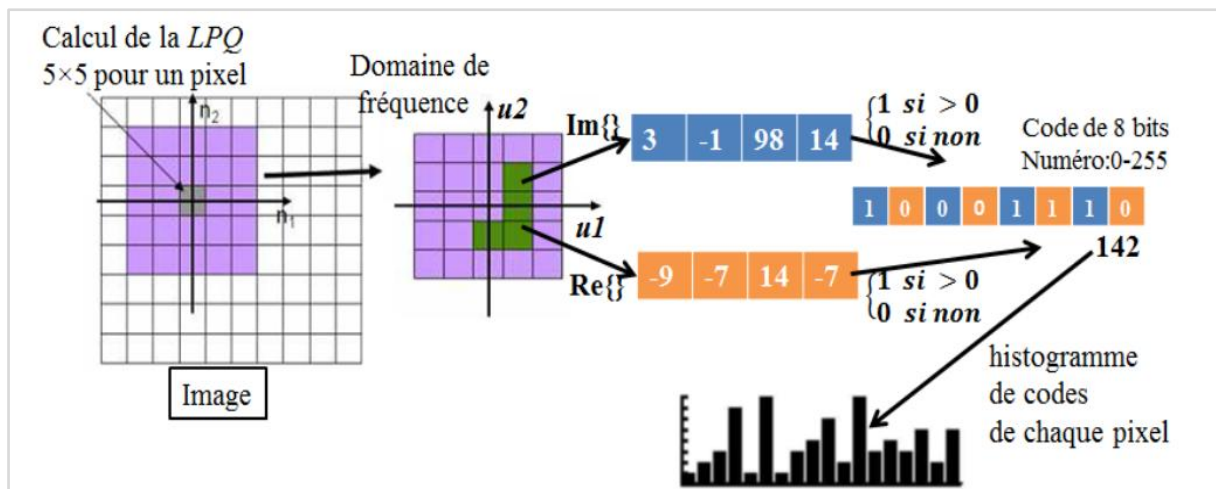 Calcul de la LPQ
5×5 pour un pixel
n2
n1
Image
Domaine de
fréquence
u2
u1
Im{}
3 -1 98 14
{1 si > 0
0 si non
Re{}
-9 -7 14 -7
{1 si > 0
0 si non
Code de 8 bits
Numéro:0-255
1 0 0 0 1 1 1 0
142
histogramme
de codes
de chaque pixel